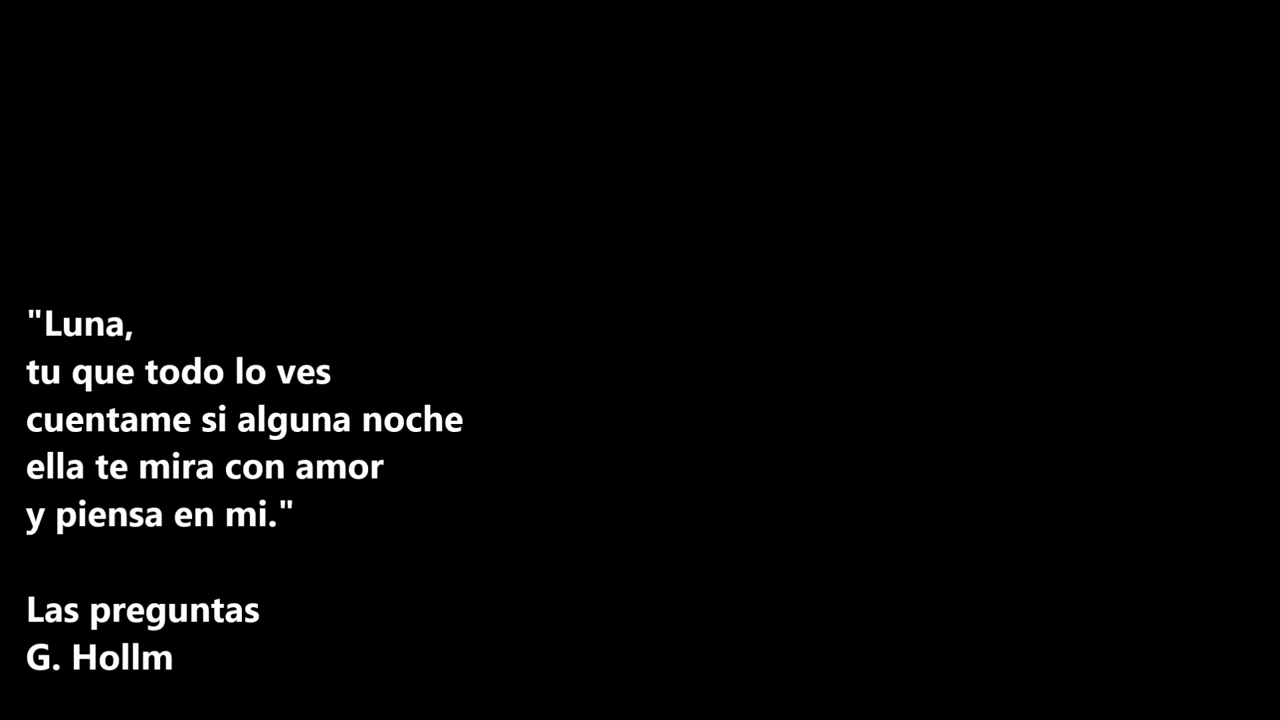 "Luna,
tu que todo lo ves
cuentame si alguna noche
ella te mira con amor
y piensa en mi."
Las preguntas
G. Hollm